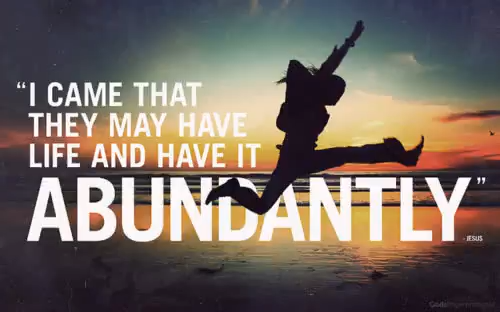 “I CAME THAT
THEY MAY HAVE
LIFE AND HAVE IT
ABUNDANTLY”
- JESUS